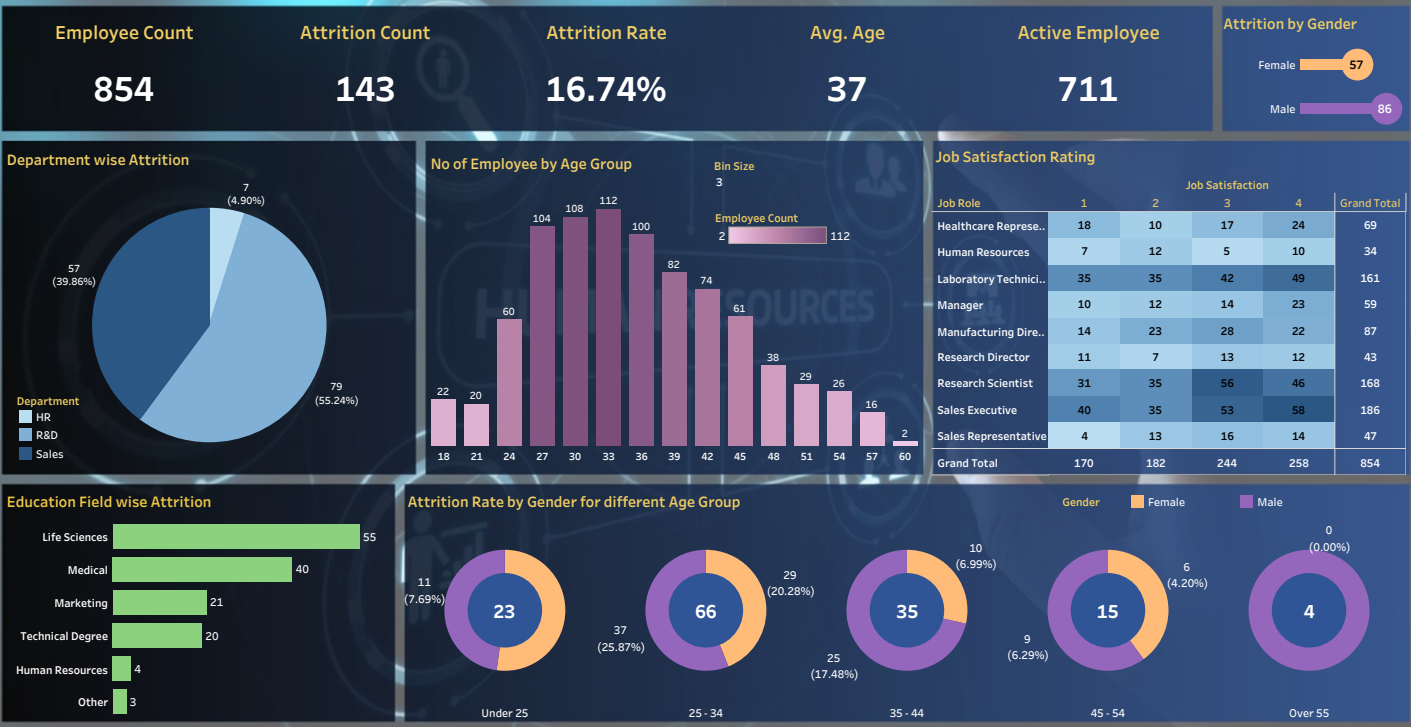 Employee Count
854
Attrition Count
143
Attrition Rate
16.74%
Avg. Age
37
Active Employee
711
Attrition by Gender
Female 57
Male 86
Department wise Attrition
7
(4.90%)
57
(39.86%)
79
(55.24%)
Department
HR
R&D
Sales
No of Employee by Age Group
Bin Size
3
Employee Count
2 112
22 20 60 104 108 112 100 82 74 61 38 29 26 16 2
18 21 24 27 30 33 36 39 42 45 48 51 54 57 60
HUMAN RESOURCES
Job Satisfaction Rating
Job Satisfaction
Job Role 1 2 3 4 Grand Total
Healthcare Represe.. 18 10 17 24 69
Human Resources 7 12 5 10 34
Laboratory Technici.. 35 35 42 49 161
Manager 10 12 14 23 59
Manufacturing Dire.. 14 23 28 22 87
Research Director 11 7 13 12 43
Research Scientist 31 35 56 46 168
Sales Executive 40 35 53 58 186
Sales Representative 4 13 16 14 47
Grand Total 170 182 244 258 854
Education Field wise Attrition
Life Sciences 55
Medical 40
Marketing 21
Technical Degree 20
Human Resources 4
Other 3
Attrition Rate by Gender for different Age Group
Gender
Female
Male
11
(7.69%)
23
Under 25
29
(20.28%)
66
37
(25.87%)
25 - 34
10
(6.99%)
35
25
(17.48%)
35 - 44
6
(4.20%)
15
9
(6.29%)
45 - 54
0
(0.00%)
4
Over 55